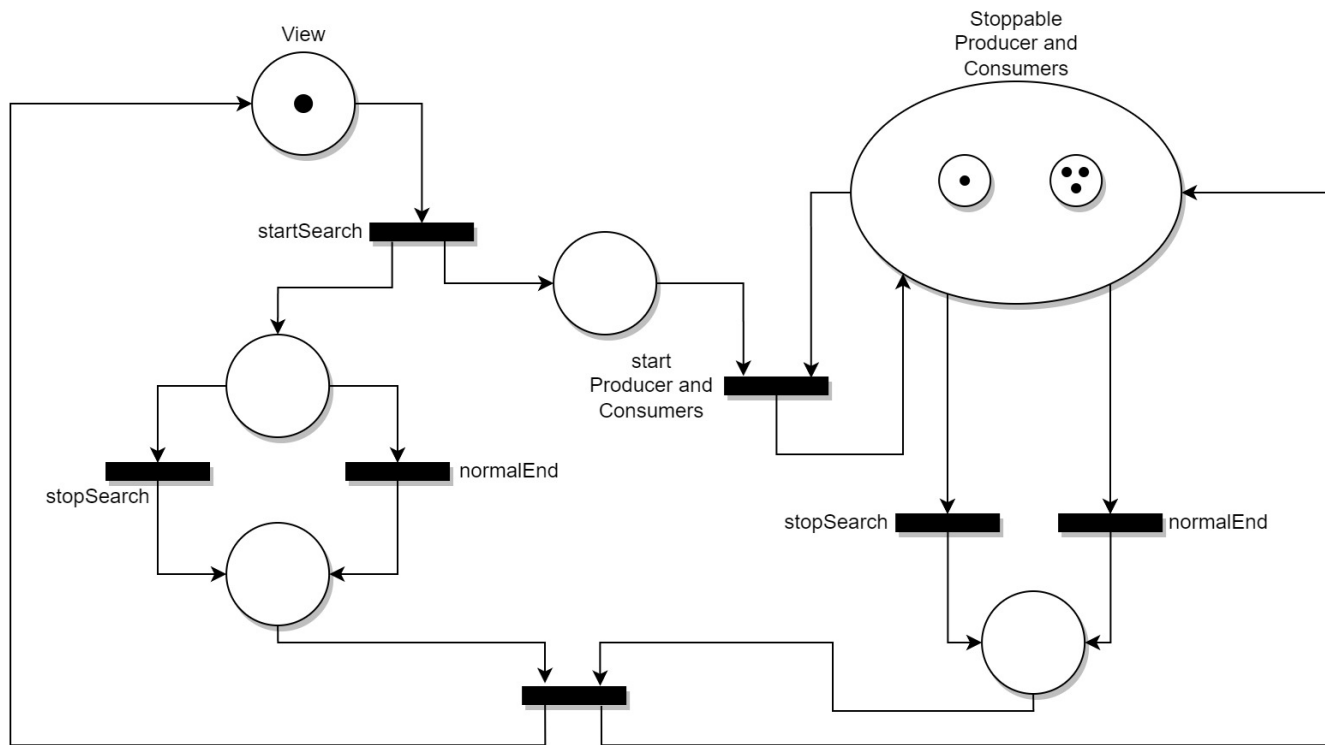 View
Stoppable
Producer and
Consumers
startSearch
start
Producer and
Consumers
stopSearch
normalEnd
stopSearch
normalEnd